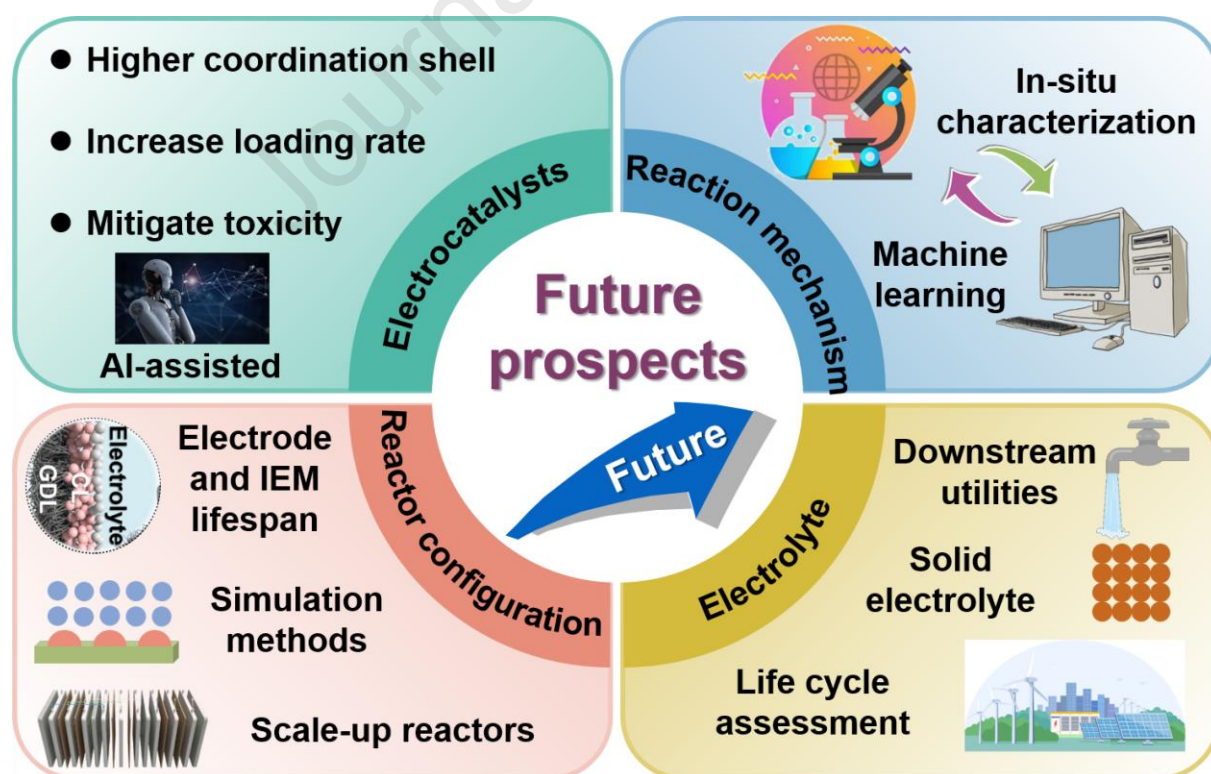 Journa
● Higher coordination shell
● Increase loading rate
● Mitigate toxicity
AI-assisted
Electrocatalysts
Reaction mechanism
In-situ
characterization
Machine
learning
Future
prospects
Future
Reactor configuration
Electrolyte
CL
GDL
Electrode
and IEM
lifespan
Simulation
methods
Scale-up reactors
Electrolyte
Downstream
utilities
Solid
electrolyte
Life cycle
assessment